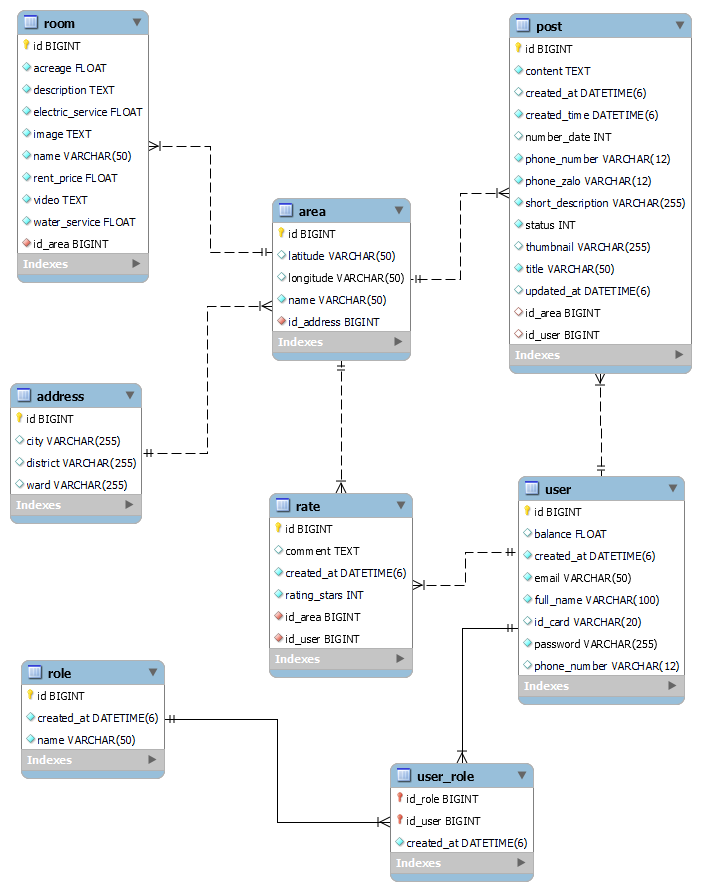 room
id BIGINT
acreage FLOAT
description TEXT
electric_service FLOAT
image TEXT
name VARCHAR(50)
rent_price FLOAT
video TEXT
water_service FLOAT
id_area BIGINT
Indexes
post
id BIGINT
content TEXT
created_at DATETIME(6)
created_time DATETIME(6)
number_date INT
phone_number VARCHAR(12)
phone_zalo VARCHAR(12)
short_description VARCHAR(255)
status INT
thumbnail VARCHAR(255)
title VARCHAR(50)
updated_at DATETIME(6)
id_area BIGINT
id_user BIGINT
Indexes
area
id BIGINT
latitude VARCHAR(50)
longitude VARCHAR(50)
name VARCHAR(50)
id_address BIGINT
Indexes
address
id BIGINT
city VARCHAR(255)
district VARCHAR(255)
ward VARCHAR(255)
Indexes
rate
id BIGINT
comment TEXT
created_at DATETIME(6)
rating_stars INT
id_area BIGINT
id_user BIGINT
Indexes
user
id BIGINT
balance FLOAT
created_at DATETIME(6)
email VARCHAR(50)
full_name VARCHAR(100)
id_card VARCHAR(20)
password VARCHAR(255)
phone_number VARCHAR(12)
Indexes
role
id BIGINT
created_at DATETIME(6)
name VARCHAR(50)
Indexes
user_role
id_role BIGINT
id_user BIGINT
created_at DATETIME(6)
Indexes